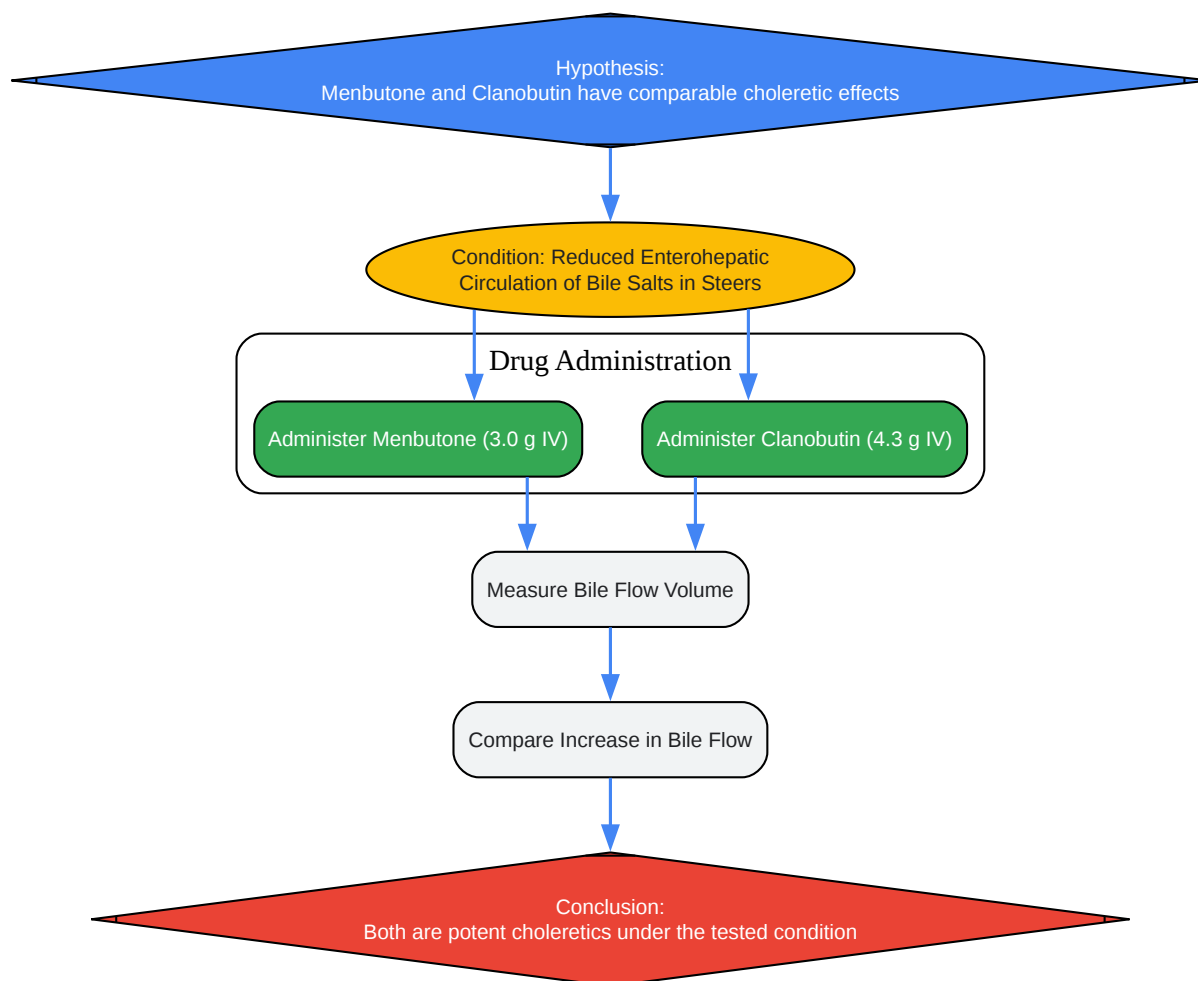 Hypothesis:
Menbutone and Clanobutin have comparable choleretic effects
Condition: Reduced Enterohepatic
Circulation of Bile Salts in Steers
Drug Administration
Administer Menbutone (3.0 g IV)
Administer Clanobutin (4.3 g IV)
Measure Bile Flow Volume
Compare Increase in Bile Flow
Conclusion:
Both are potent choleretics under the tested condition